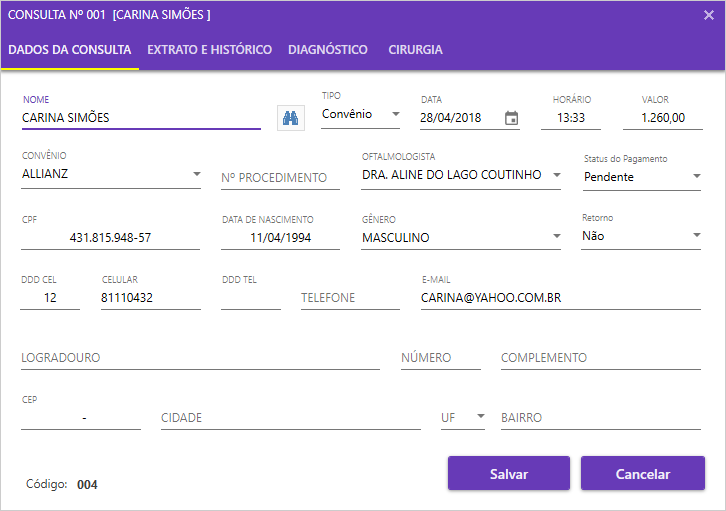 CONSULTA Nº 001 [CARINA SIMÕES ]
DADOS DA CONSULTA EXTRATO E HISTÓRICO DIAGNÓSTICO CIRURGIA
NOME TIPO DATA HORÁRIO VALOR
CARINA SIMÕES Convênio 28/04/2018 13:33 1.260,00
CONVÊNIO OFTALMOLOGISTA Status do Pagamento
ALLIANZ Nº PROCEDIMENTO DRA. ALINE DO LAGO COUTINHO Pendente
CPF DATA DE NASCIMENTO GÊNERO Retorno
431.815.948-57 11/04/1994 MASCULINO Não
DDD CEL CELULAR DDD TEL E-MAIL
12 81110432 TELEFONE CARINA@YAHOO.COM.BR
LOGRADOURO NÚMERO COMPLEMENTO
CEP
- CIDADE UF BAIRRO
Salvar Cancelar
Código: 004